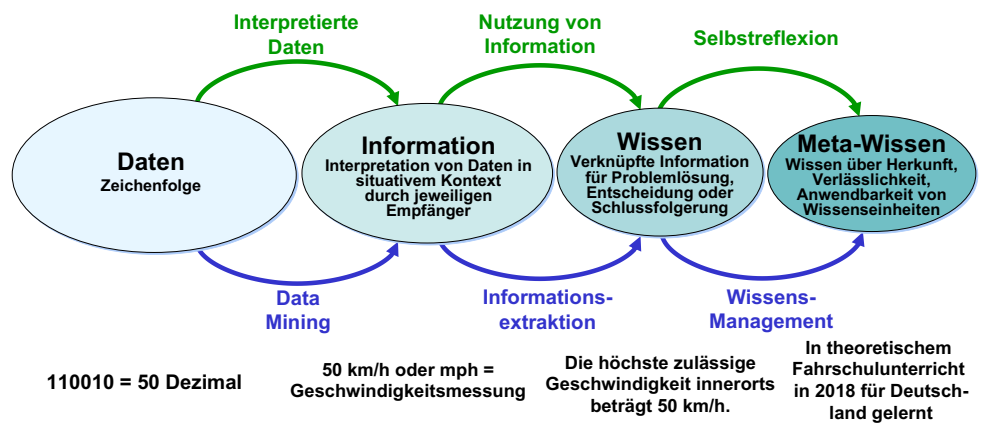 Interpretierte
Daten
Nutzung von
Information
Selbstreflexion
Daten
Zeichenfolge
Information
Interpretation von Daten in
situativem Kontext
durch jeweiligen
Empfänger
Wissen
Verknüpfte Information
für Problemlösung,
Entscheidung oder
Schlussfolgerung
Meta-Wissen
Wissen über Herkunft,
Verlässlichkeit,
Anwendbarkeit von
Wissenseinheiten
Data
Mining
Informations-
extraktion
Wissens-
Management
110010 = 50 Dezimal
50 km/h oder mph =
Geschwindigkeitsmessung
Die höchste zulässige
Geschwindigkeit innerorts
beträgt 50 km/h.
In theoretischem
Fahrschulunterricht
in 2018 für Deutsch-
land gelernt